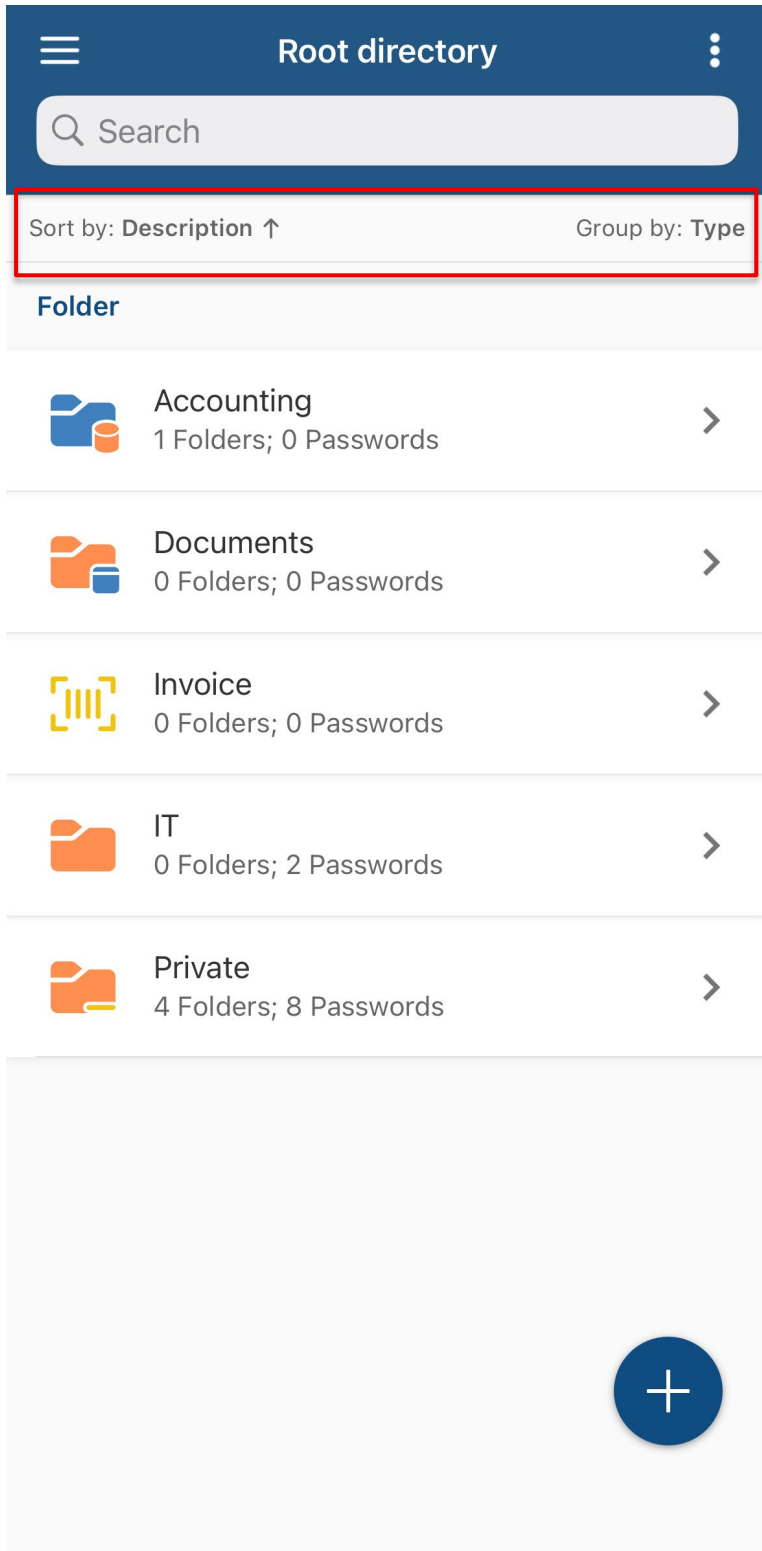 Root directory
Search
Sort by: Description ↑ Group by: Type
Folder
Accounting
1 Folders; 0 Passwords
Documents
0 Folders; 0 Passwords
Invoice
0 Folders; 0 Passwords
IT
0 Folders; 2 Passwords
Private
4 Folders; 8 Passwords